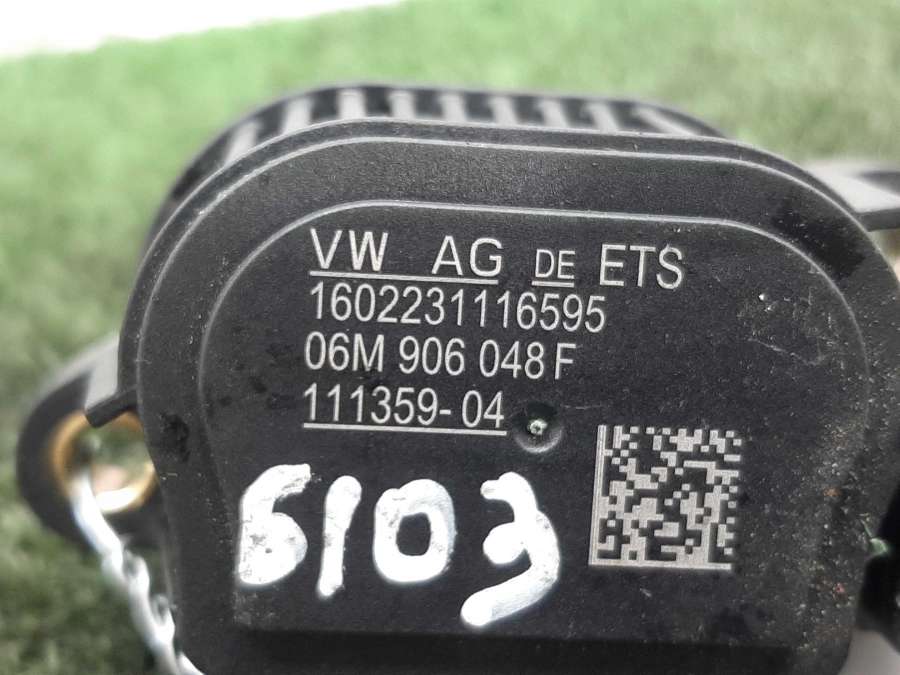 VW AG DE ETS
1602231116595
06M 906 048 F
111359-04
6103